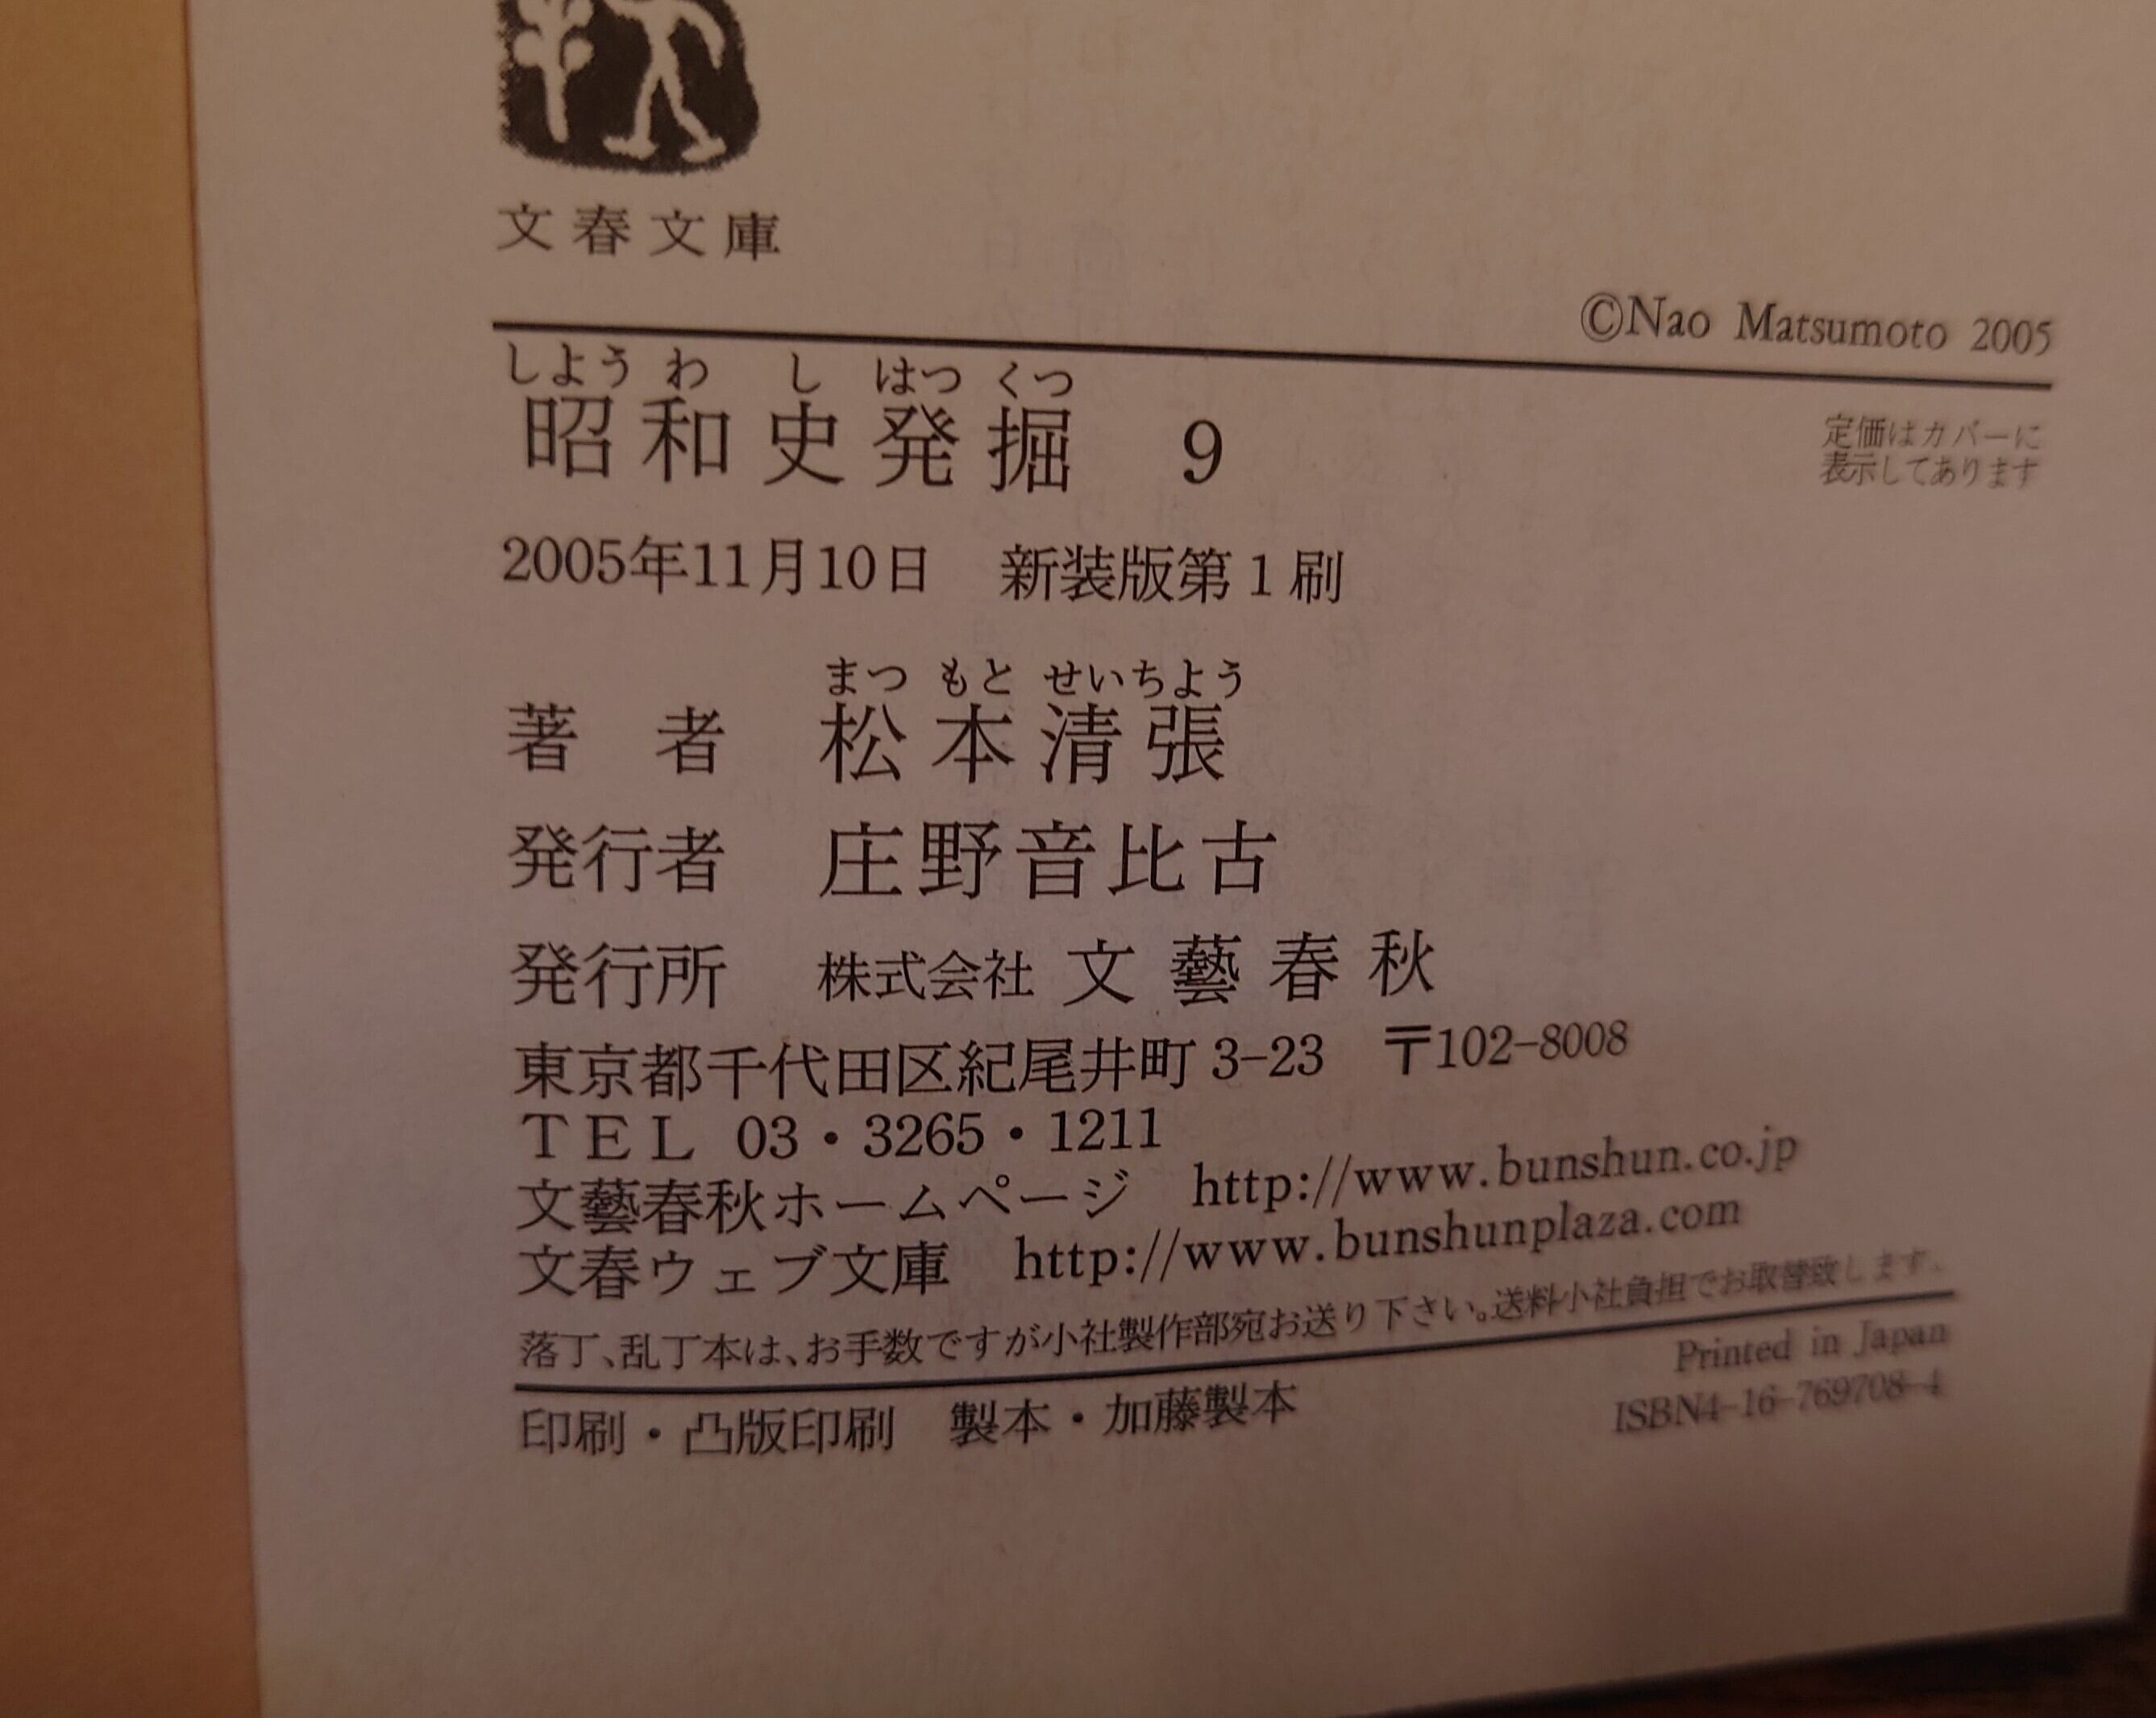 文春文庫
©Nao Matsumoto 2005
しようわしはつくつ
昭和史発掘 9
定価はカバーに
表示してあります
2005年11月10日 新装版第1刷
まつもとせいちよう
著 者 松本清張
発行者 庄野音比古
発行所 株式会社 文藝春秋
東京都千代田区紀尾井町3-23 〒102-8008
TEL 03・3265・1211
文藝春秋ホームページ http://www.bunshun.co.jp
文春ウェブ文庫 http://www.bunshunplaza.com
落丁、乱丁本は、お手数ですが小社製作部宛お送り下さい。送料小社負担でお取替致します。
Printed in Japan
印刷・凸版印刷 製本・加藤製本
ISBN4-16-769708-4